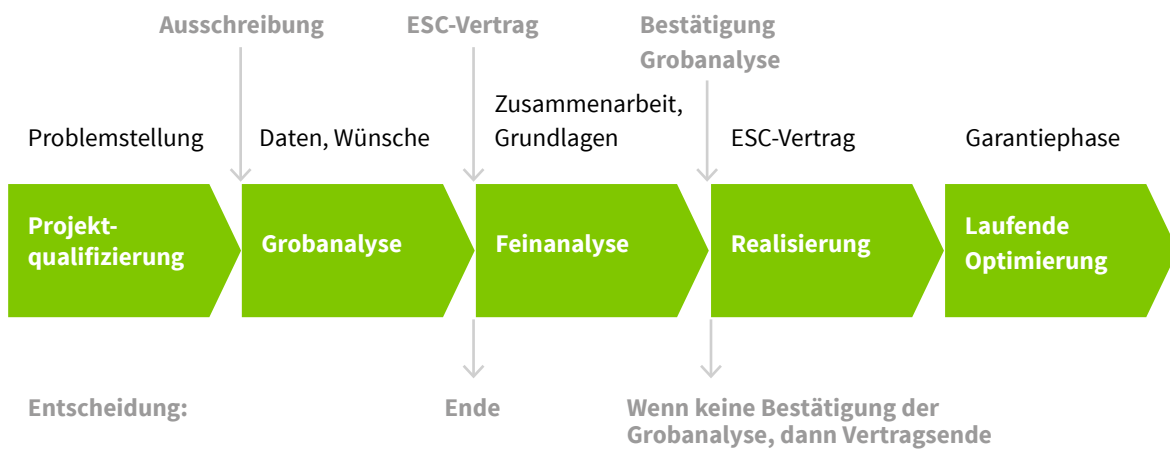 Ausschreibung
ESC-Vertrag
Bestätigung
Grobanalyse
Problemstellung
Daten, Wünsche
Zusammenarbeit,
Grundlagen
ESC-Vertrag
Garantiephase
Projekt-
qualifizierung
Grobanalyse
Feinanalyse
Realisierung
Laufende
Optimierung
Entscheidung:
Ende
Wenn keine Bestätigung der
Grobanalyse, dann Vertragsende